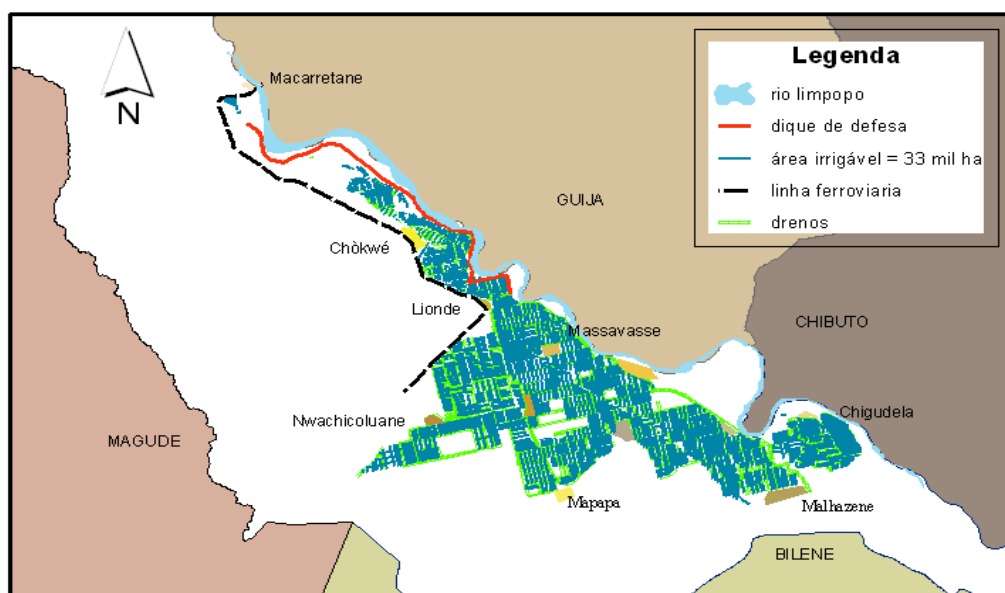 Macarretane
N
Legenda
rio limpopo
dique de defesa
área irrigável = 33 mil ha
linha ferroviaria
drenos
GUIJA
Chòkwé
Lionde
Massavasse
CHIBUTO
Chigudela
Nwachicoluane
MAGUDE
Mapapa
Malhazene
BILENE